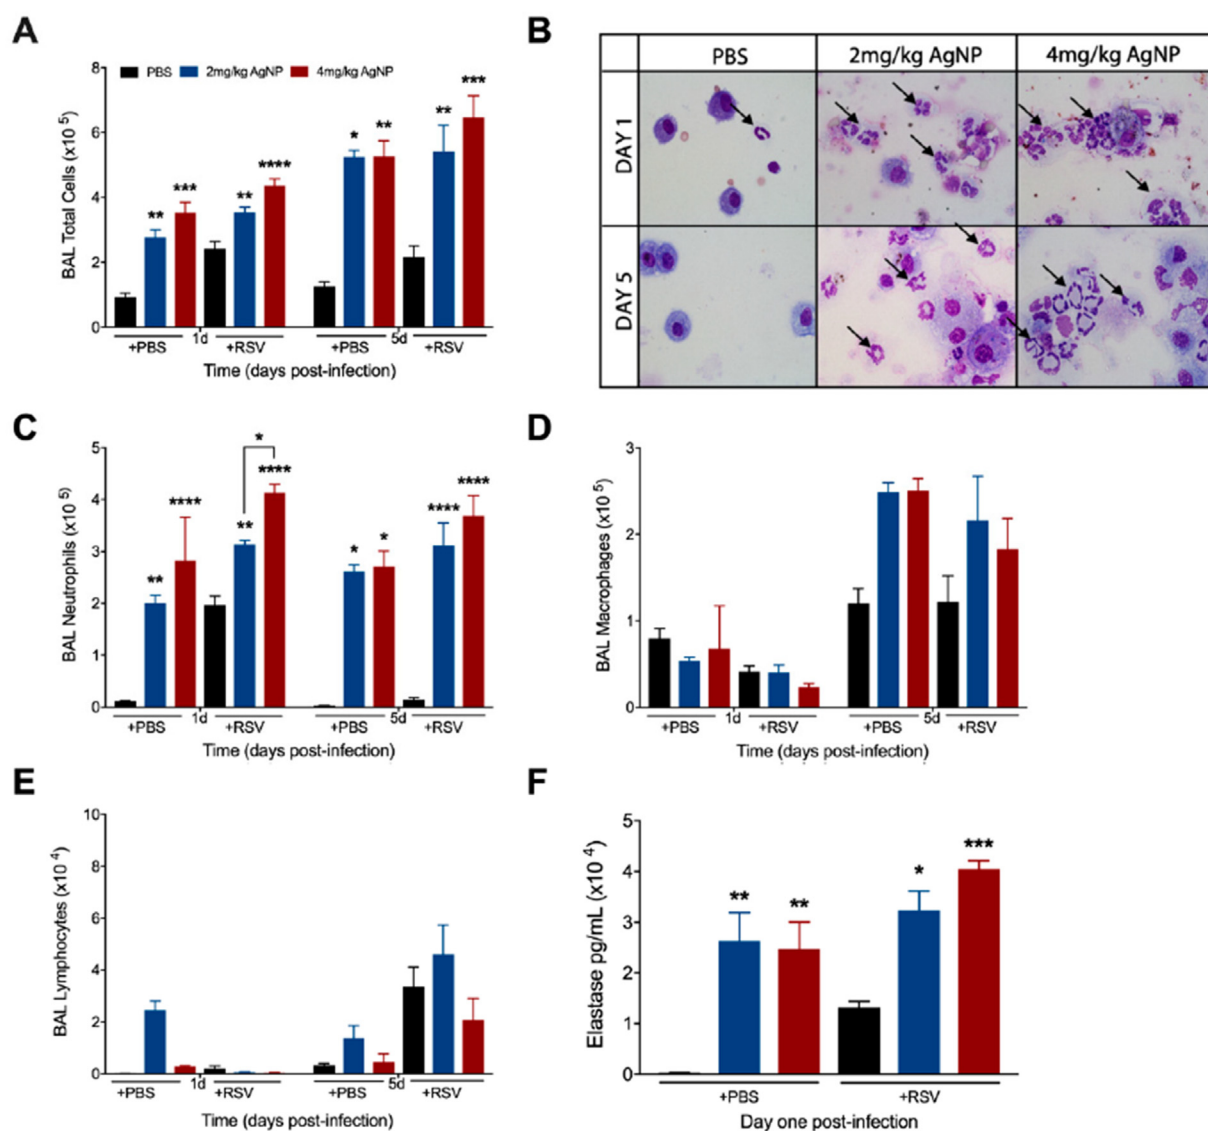 A
PBS 2mg/kg AgNP 4mg/kg AgNP
BAL Total Cells (x10 5)
8
6
4
2
0
** *** ** **** * ** ** ***
+PBS 1d +RSV +PBS 5d +RSV
Time (days post-infection)
B
PBS 2mg/kg AgNP 4mg/kg AgNP
DAY 1
DAY 5
C
BAL Neutrophils (x10 5)
5
4
3
2
1
0
*
** **** ** **** * * **** ****
+PBS 1d +RSV +PBS 5d +RSV
Time (days post-infection)
D
BAL Macrophages (x10 5)
3
2
1
0
+PBS 1d +RSV +PBS 5d +RSV
Time (days post-infection)
E
BAL Lymphocytes (x10 4)
10
8
6
4
2
0
+PBS 1d +RSV +PBS 5d +RSV
Time (days post-infection)
F
Elastase pg/mL (x10 4)
5
4
3
2
1
0
** ** * ***
+PBS +RSV
Day one post-infection